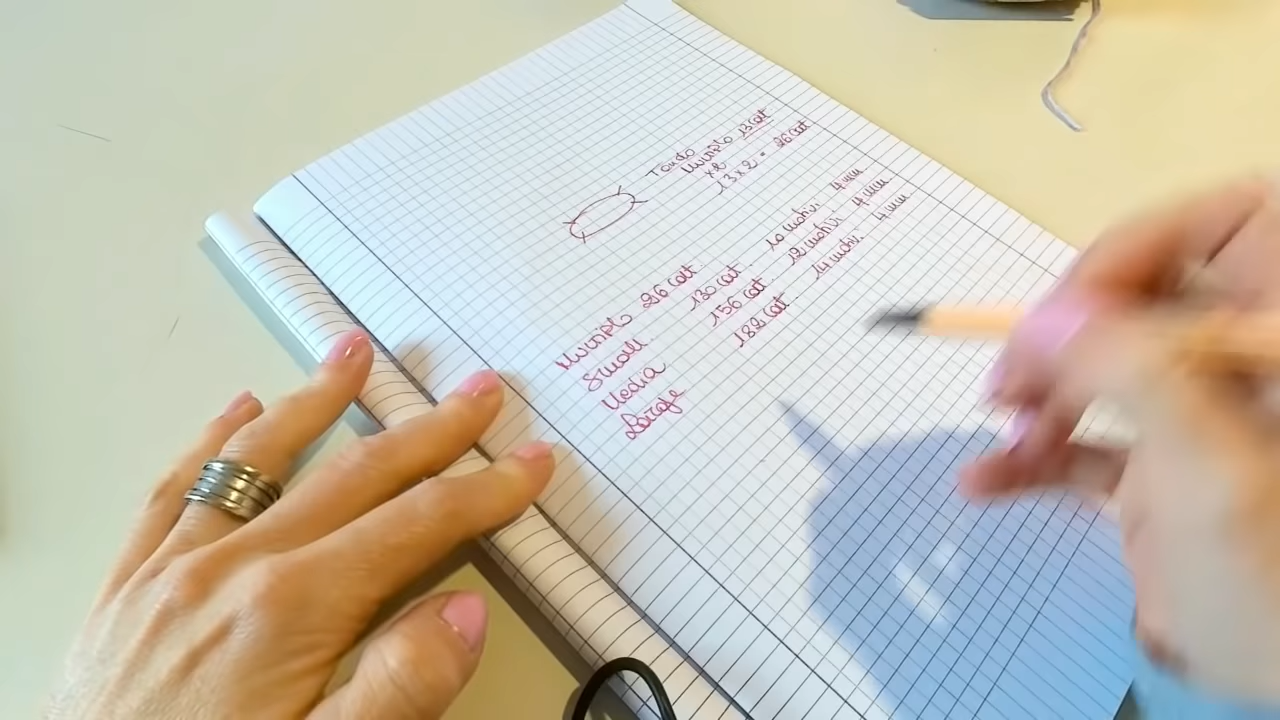 Tondo
Multiplo 13 cat
x2
13 x 2 = 26 cat
Multiplo 26 cat
Small 130 cat. 10 motivi 4 mm
Media 156 cat. 12 motivi 4 mm
Large 182 cat 14 motivi 4 mm